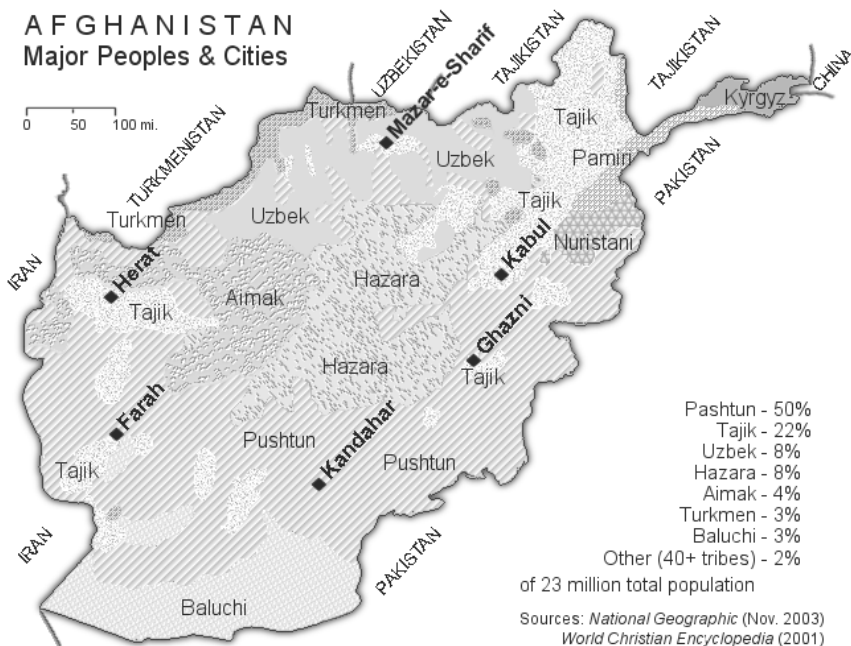 AFGHANISTAN
Major Peoples & Cities
0 50 100 mi.
UZBEKISTAN
TAJIKISTAN
TAJIKISTAN
CHINA
TURKMENISTAN
Mazar-e-Sharif
Turkmen
Kyrgyz
Tajik
Uzbek
Pamiri
PAKISTAN
Tajik
Turkmen
Uzbek
Nuristani
IRAN
Herat
Kabul
Hazara
Aimak
Tajik
Ghazni
Hazara
Tajik
Farah
Kandahar
Pushtun
Pushtun
Tajik
IRAN
PAKISTAN
Baluchi
Pashtun - 50%
Tajik - 22%
Uzbek - 8%
Hazara - 8%
Aimak - 4%
Turkmen - 3%
Baluchi - 3%
Other (40+ tribes) - 2%
of 23 million total population
Sources: National Geographic (Nov. 2003)
World Christian Encyclopedia (2001)